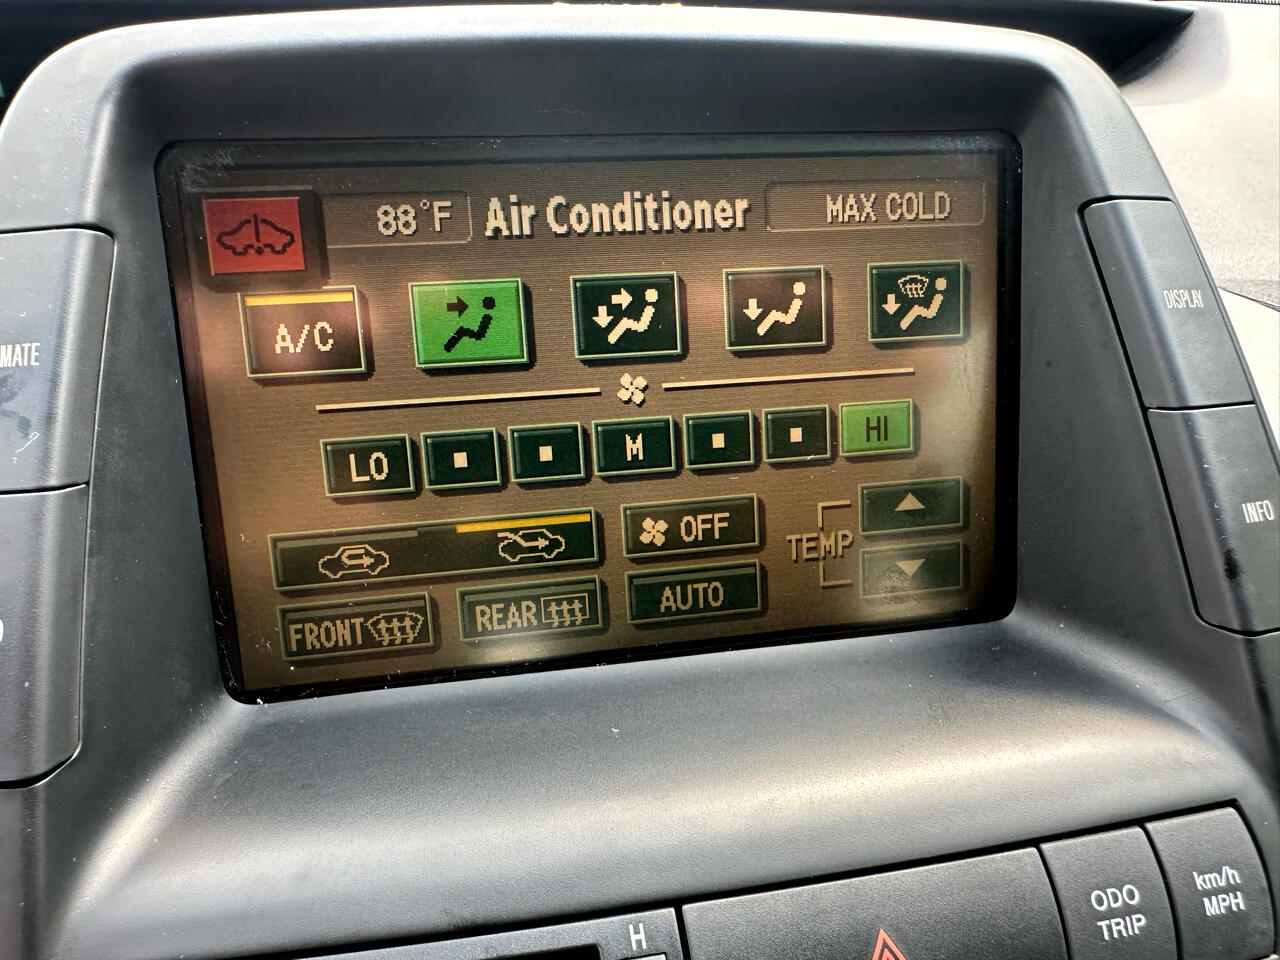 88°F Air Conditioner MAX COLD
A/C
LO M HI
OFF
TEMP
FRONT REAR AUTO
MATE
DISPLAY
INFO
H
ODO
TRIP
km/h
MPH